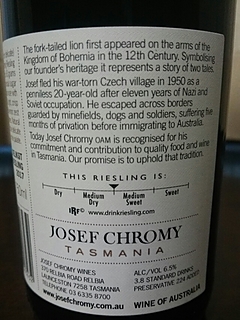 The fork-tailed lion first appeared on the arms of the
Kingdom of Bohemia in the 12th Century. Symbolising
our founder's heritage it represents a story of two tales.
Josef fled his war-torn Czech village in 1950 as a
penniless 20-year-old after eleven years of Nazi and
Soviet occupation. He escaped across borders
guarded by minefields, dogs and soldiers, suffering five
months of privation before immigrating to Australia.
Today Josef Chromy OAM is recognised for his
commitment and contribution to quality food and wine
in Tasmania. Our promise is to uphold that tradition.
THIS RIESLING IS:
Dry Medium Dry Medium Sweet Sweet
IRF© www.drinkriesling.com
JOSEF CHROMY
TASMANIA
JOSEF CHROMY WINES
370 RELBIA ROAD RELBIA
LAUNCESTON 7258 TASMANIA
TELEPHONE 03 6335 8700
www.josefchromy.com.au
ALC/VOL 6.5%
3.8 STANDARD DRINKS
PRESERVATIVE 224 ADDED
WINE OF AUSTRALIA
2017